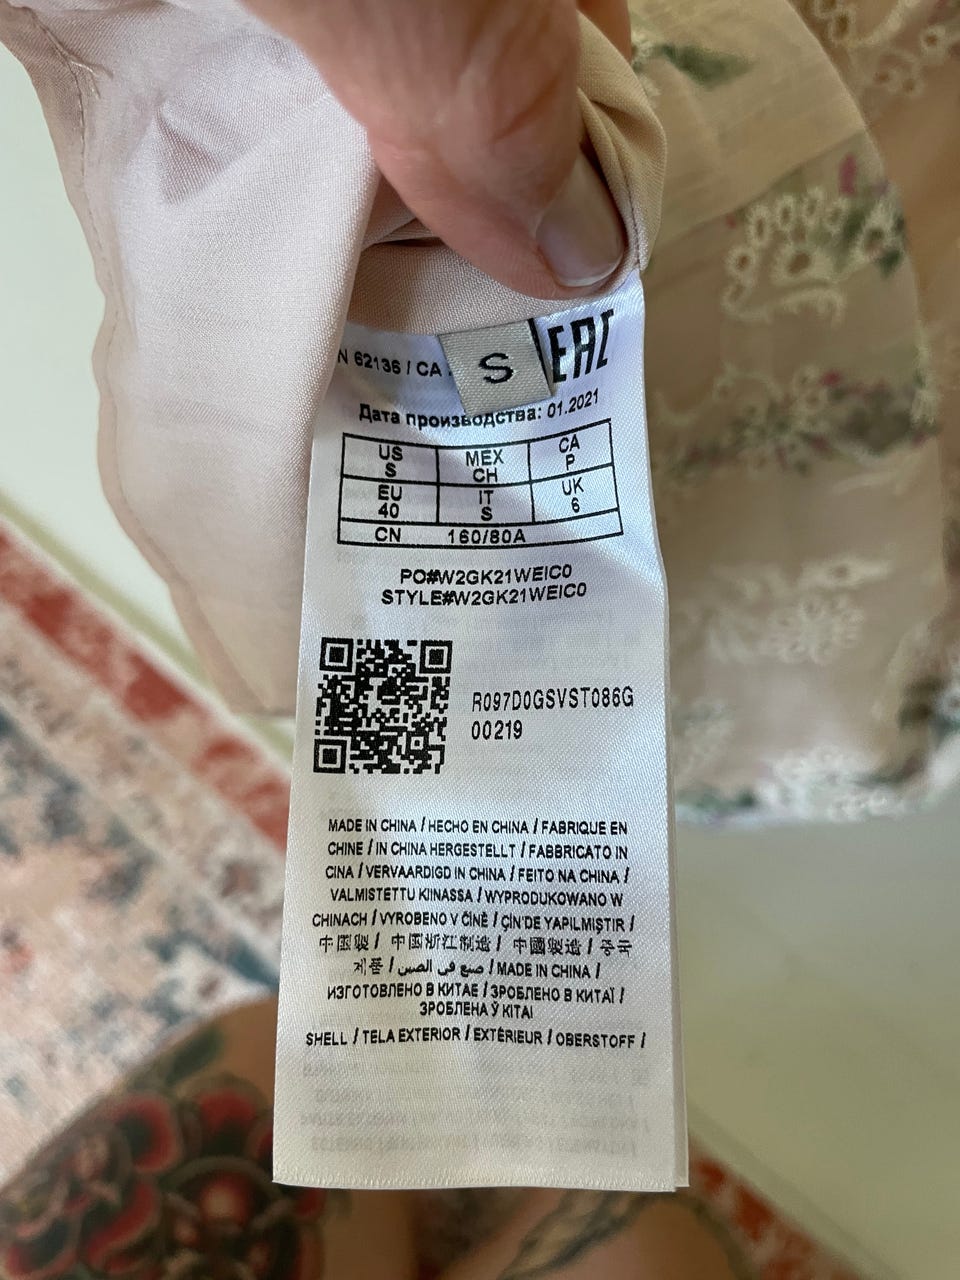 N 62136 / CA
S
EAC
Дата производства: 01.2021
US S MEX CH CA P
EU 40 IT S UK 6
CN 160/80A
PO#W2GK21WEIC0
STYLE#W2GK21WEIC0
R097D0GSVST086G
00219
MADE IN CHINA / HECHO EN CHINA / FABRIQUE EN
CHINE / IN CHINA HERGESTELLT / FABBRICATO IN
CINA / VERVAARDIGD IN CHINA / FEITO NA CHINA /
VALMISTETTU KIINASSA / WYPRODUKOWANO W
CHINACH / VYROBENO V ČÍNĚ / ÇİN'DE YAPILMIŞTIR /
中国製 / 中国浙江制造 / 中國製造 / 중국
제품 / صنع في الصين / MADE IN CHINA /
ИЗГОТОВЛЕНО В КИТАЕ / ЗРОБЛЕНО В КИТАЇ /
ЗРОБЛЕНА Ў КІТАІ
SHELL / TELA EXTERIOR / EXTÉRIEUR / OBERSTOFF /